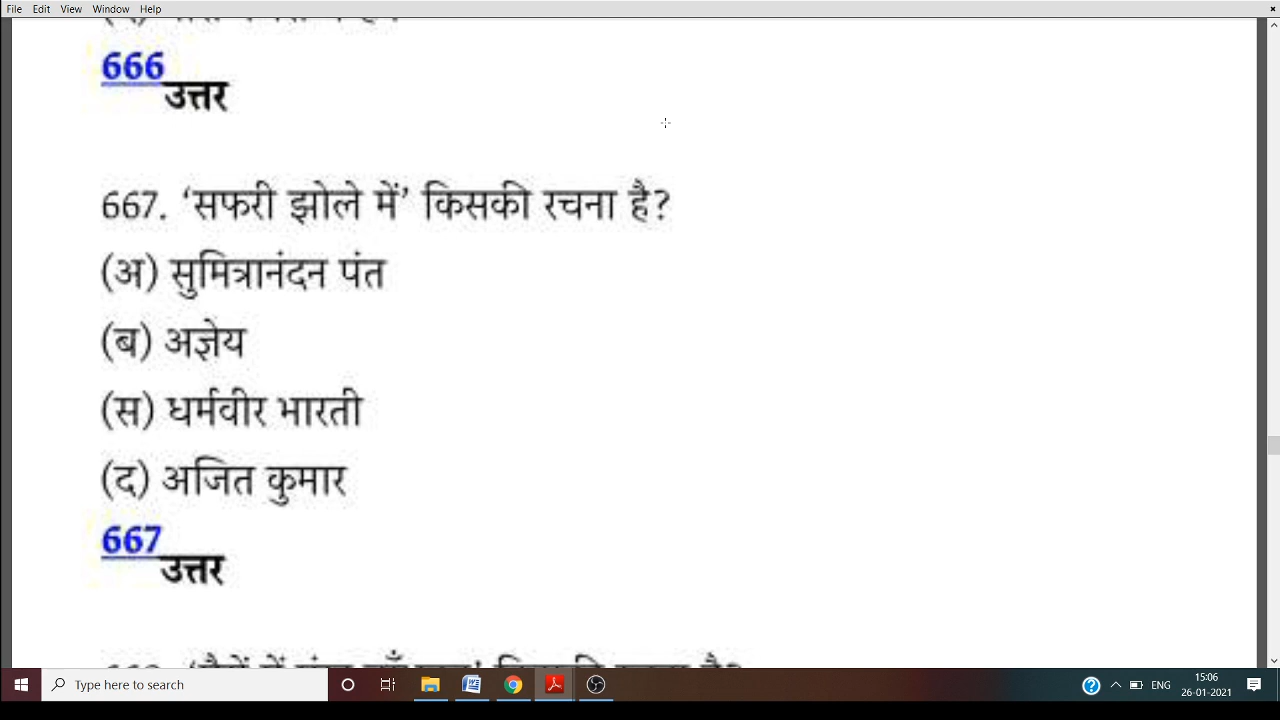 File Edit View Window Help
666
उत्तर
667. ‘सफरी झोले में’ किसकी रचना है?
(अ) सुमित्रानंदन पंत
(ब) अज्ञेय
(स) धर्मवीर भारती
(द) अजित कुमार
667
उत्तर
Type here to search
ENG
15:06
26-01-2021